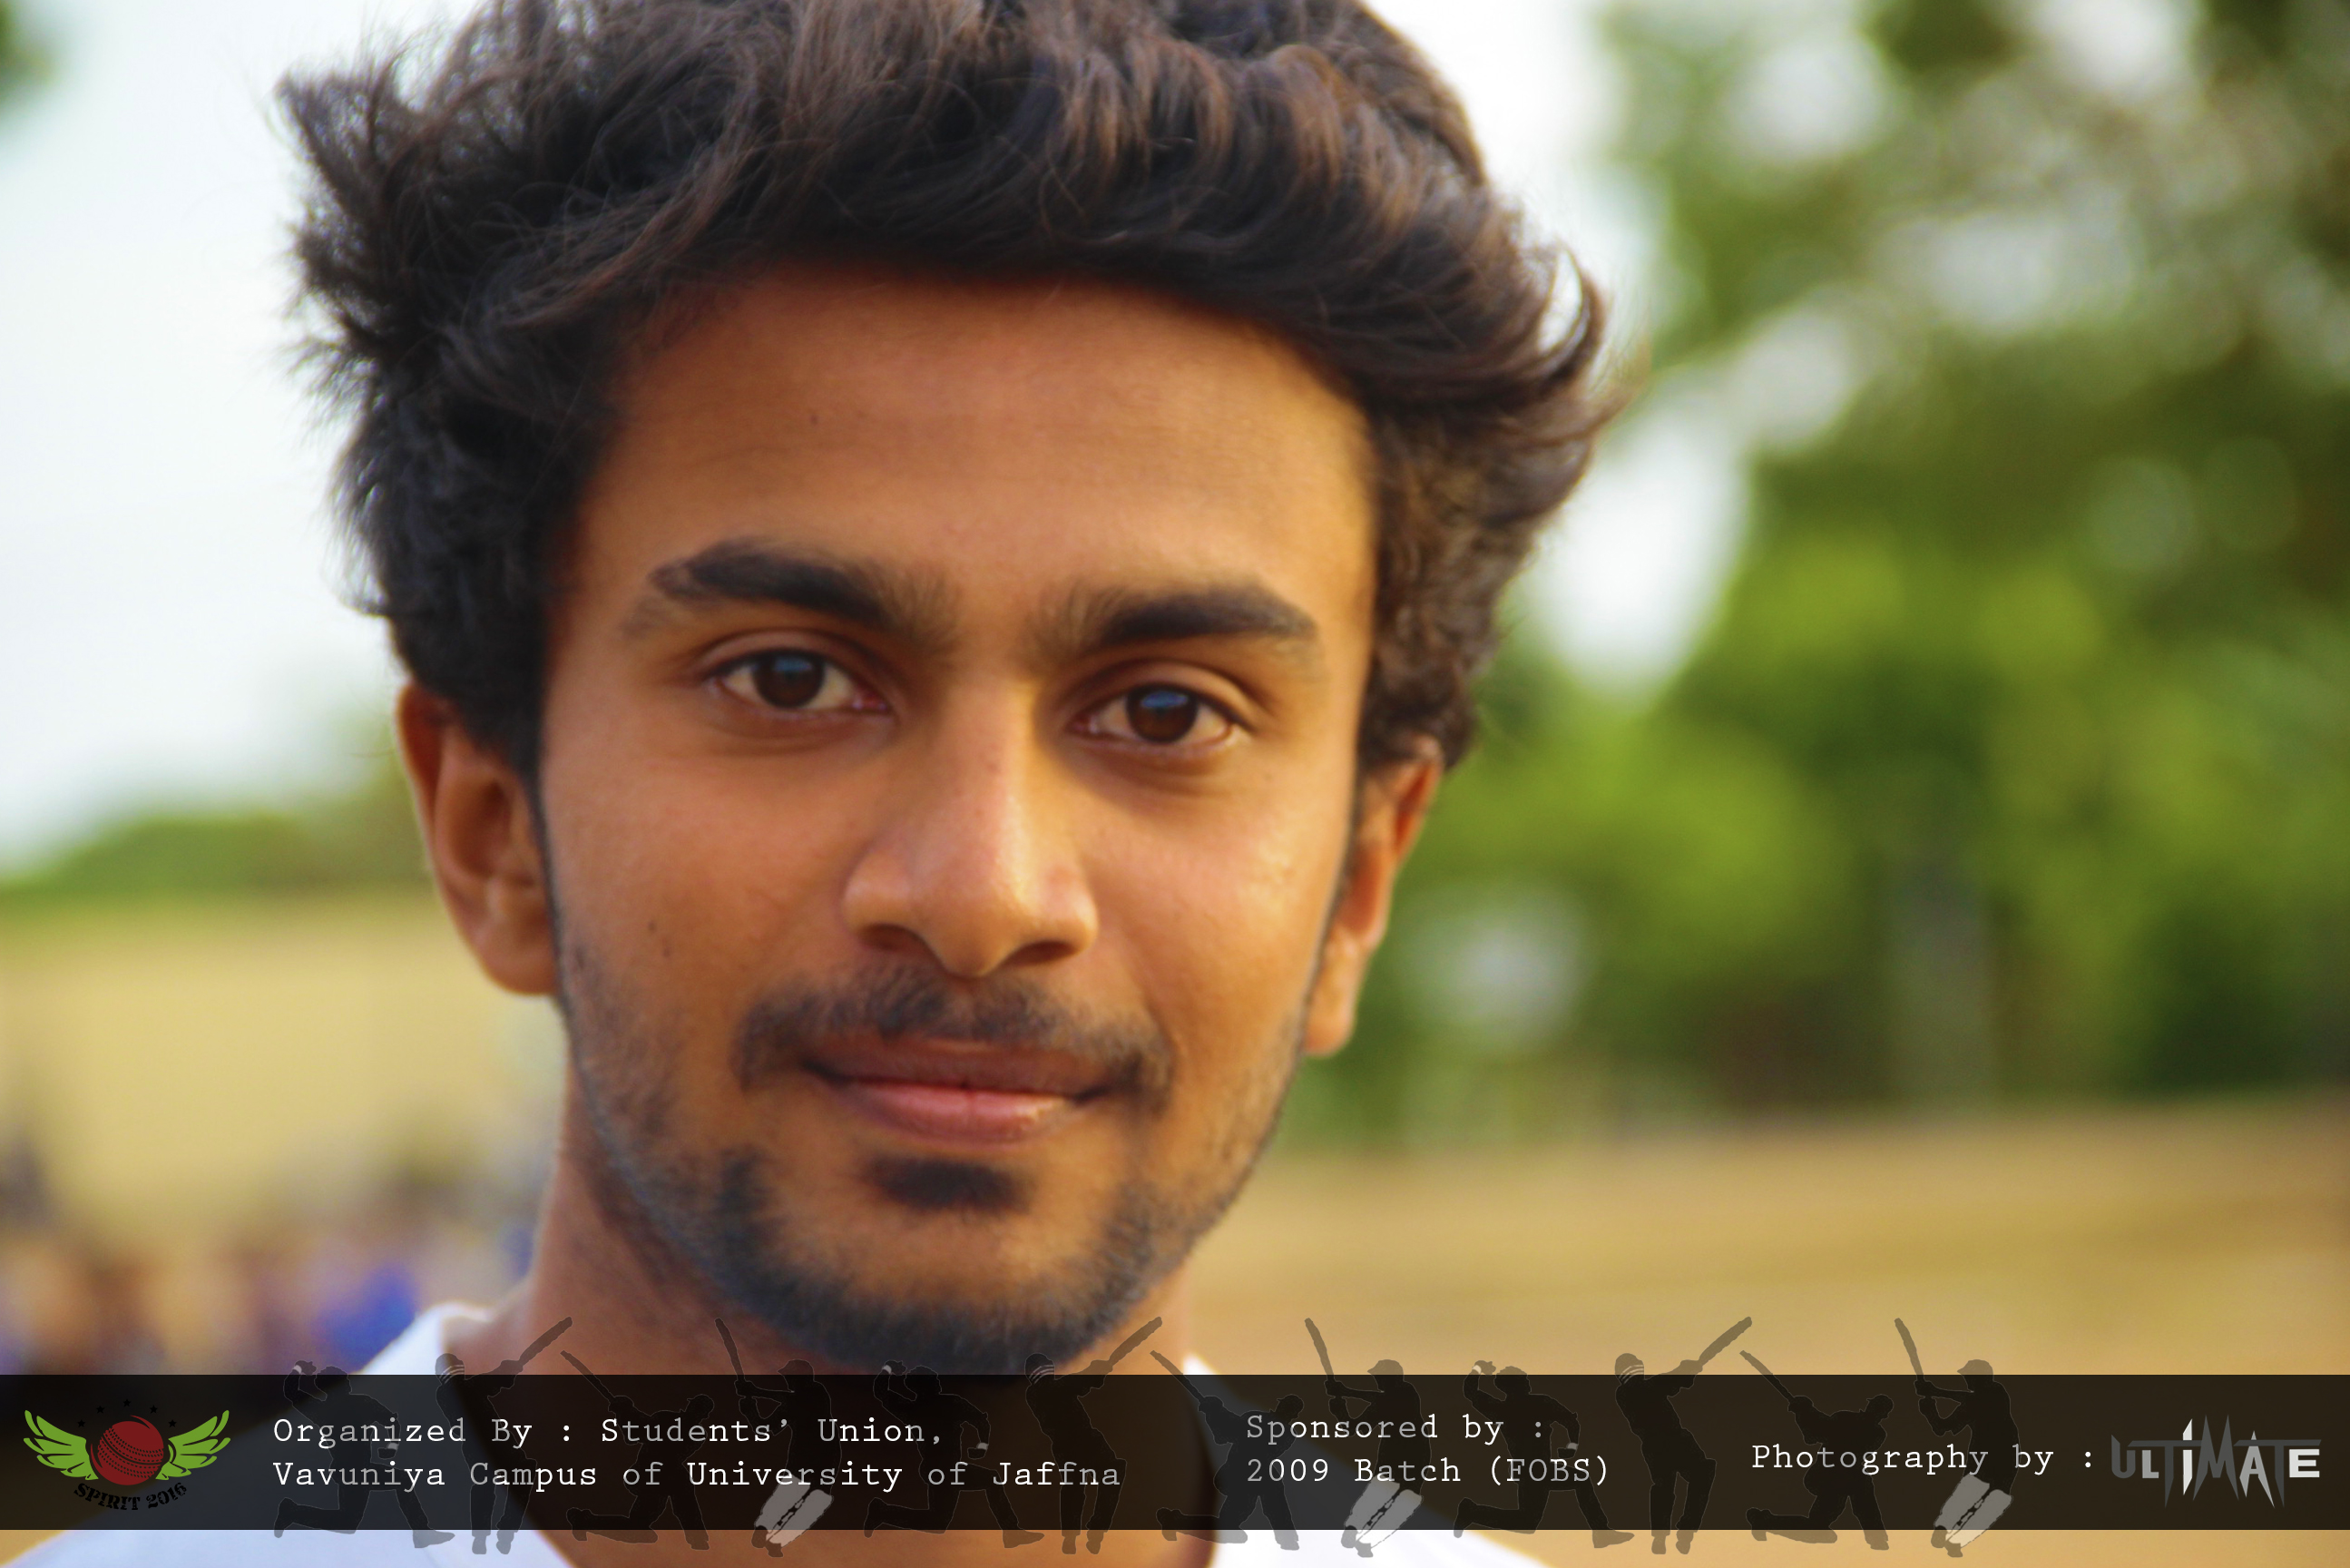 SPIRIT 2016
Organized By : Students’ Union,
Vavuniya Campus of University of Jaffna
Sponsored by :
2009 Batch (FOBS)
Photography by :
ULTIMATE